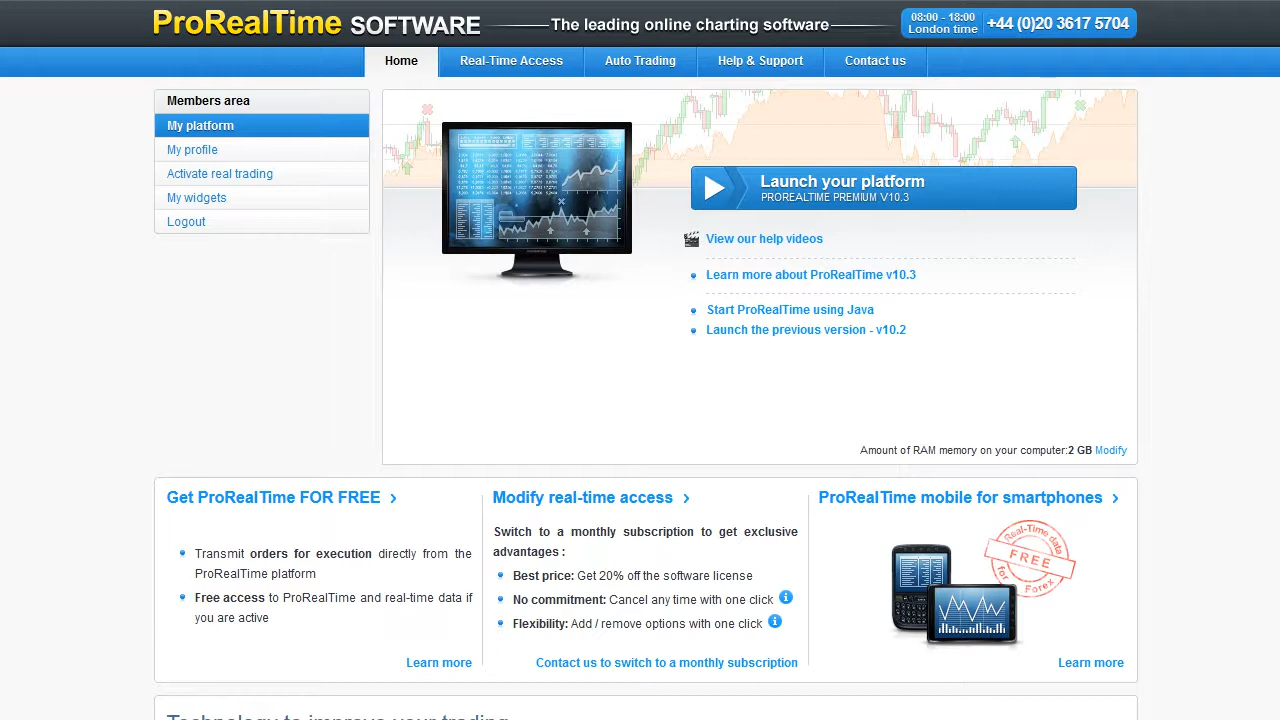 ProRealTime SOFTWARE
The leading online charting software
08:00 - 18:00
London time
+44 (0)20 3617 5704
Home
Real-Time Access
Auto Trading
Help & Support
Contact us
Members area
My platform
My profile
Activate real trading
My widgets
Logout
Launch your platform
PROREALTIME PREMIUM V10.3
View our help videos
Learn more about ProRealTime v10.3
Start ProRealTime using Java
Launch the previous version - v10.2
Amount of RAM memory on your computer:2 GB Modify
Get ProRealTime FOR FREE
Transmit orders for execution directly from the
ProRealTime platform
Free access to ProRealTime and real-time data if
you are active
Learn more
Modify real-time access
Switch to a monthly subscription to get exclusive
advantages :
Best price: Get 20% off the software license
No commitment: Cancel any time with one click
Flexibility: Add / remove options with one click
Contact us to switch to a monthly subscription
ProRealTime mobile for smartphones
Real-Time data
FREE
for Forex
Learn more
Technology to improve your trading